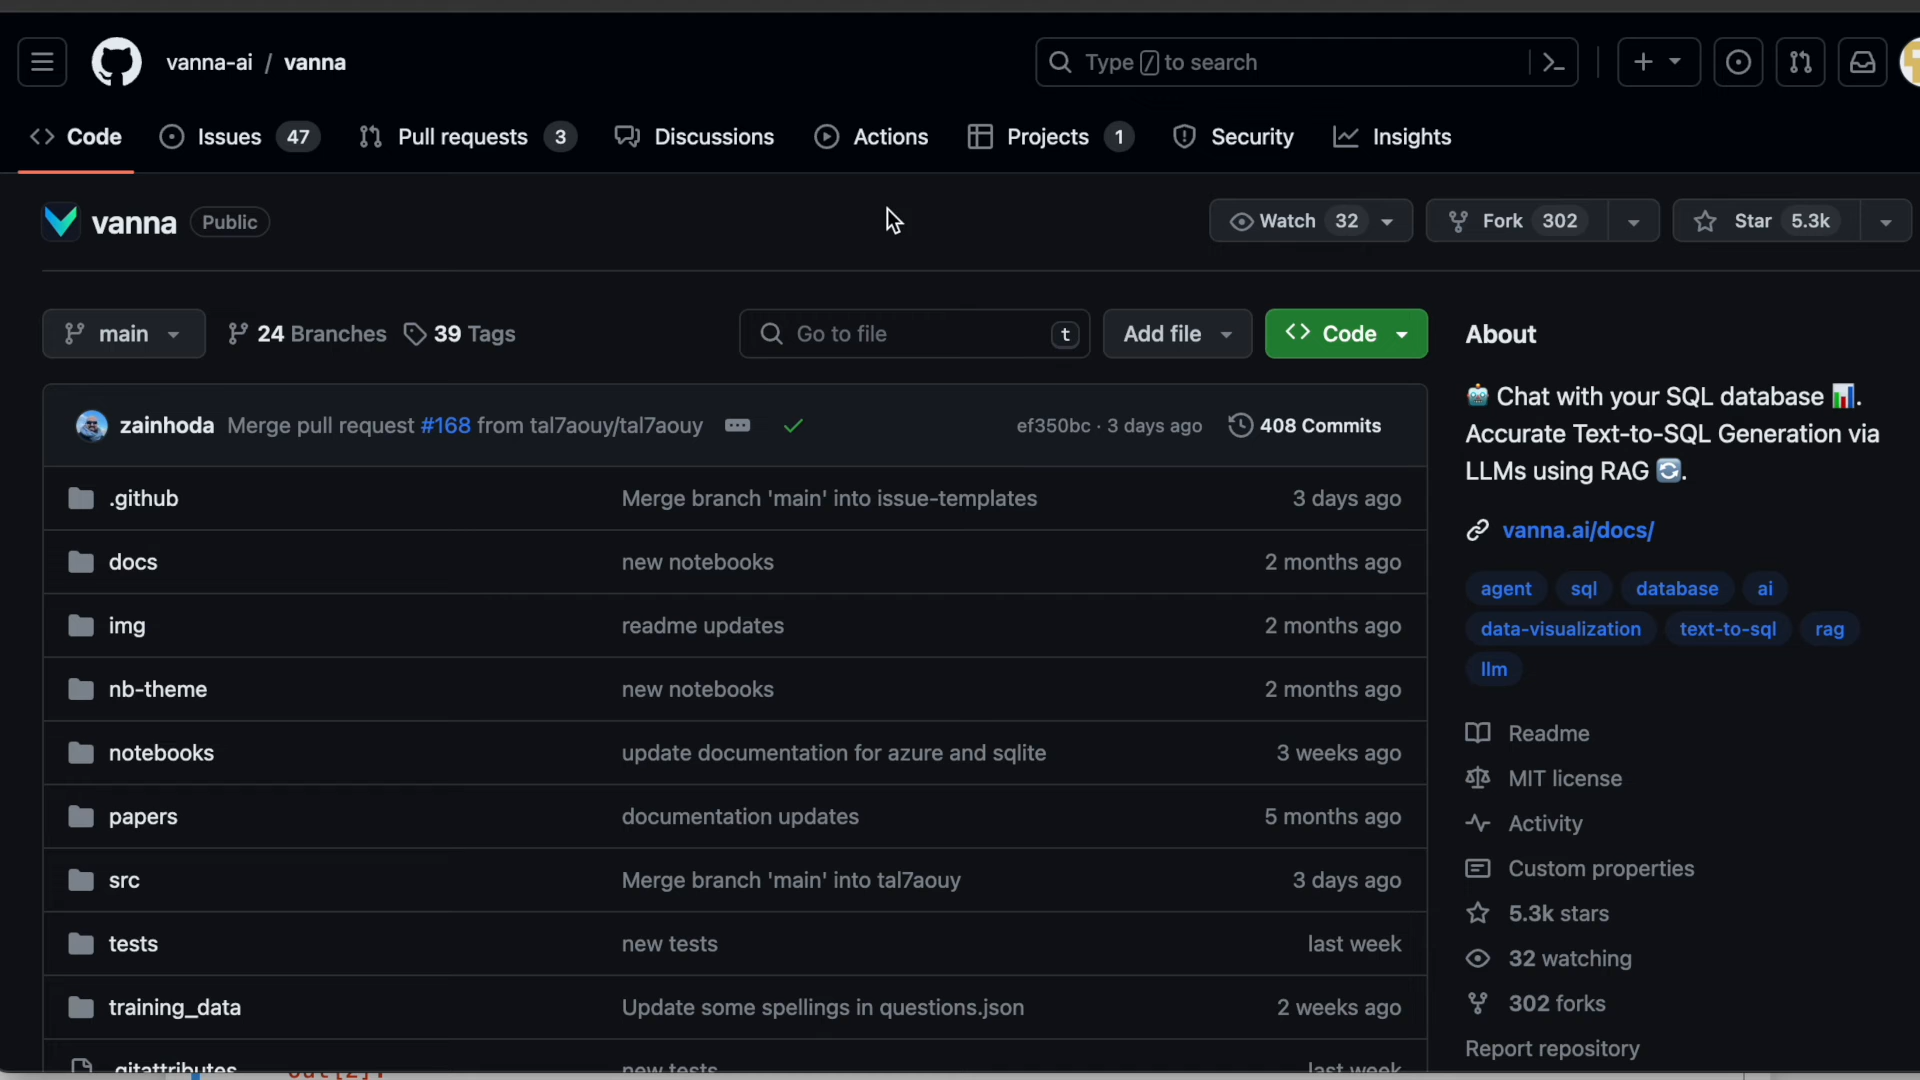 vanna-ai / vanna
Type / to search
Code
Issues 47
Pull requests 3
Discussions
Actions
Projects 1
Security
Insights
vanna Public
Watch 32
Fork 302
Star 5.3k
main
24 Branches
39 Tags
Go to file t
Add file
Code
zainhoda Merge pull request #168 from tal7aouy/tal7aouy
ef350bc · 3 days ago
408 Commits
.github Merge branch 'main' into issue-templates 3 days ago
docs new notebooks 2 months ago
img readme updates 2 months ago
nb-theme new notebooks 2 months ago
notebooks update documentation for azure and sqlite 3 weeks ago
papers documentation updates 5 months ago
src Merge branch 'main' into tal7aouy 3 days ago
tests new tests last week
training_data Update some spellings in questions.json 2 weeks ago
.gitattributes new tests last week
About
🤖 Chat with your SQL database 📊.
Accurate Text-to-SQL Generation via
LLMs using RAG 🔄.
vanna.ai/docs/
agent sql database ai
data-visualization text-to-sql rag
llm
Readme
MIT license
Activity
Custom properties
5.3k stars
32 watching
302 forks
Report repository